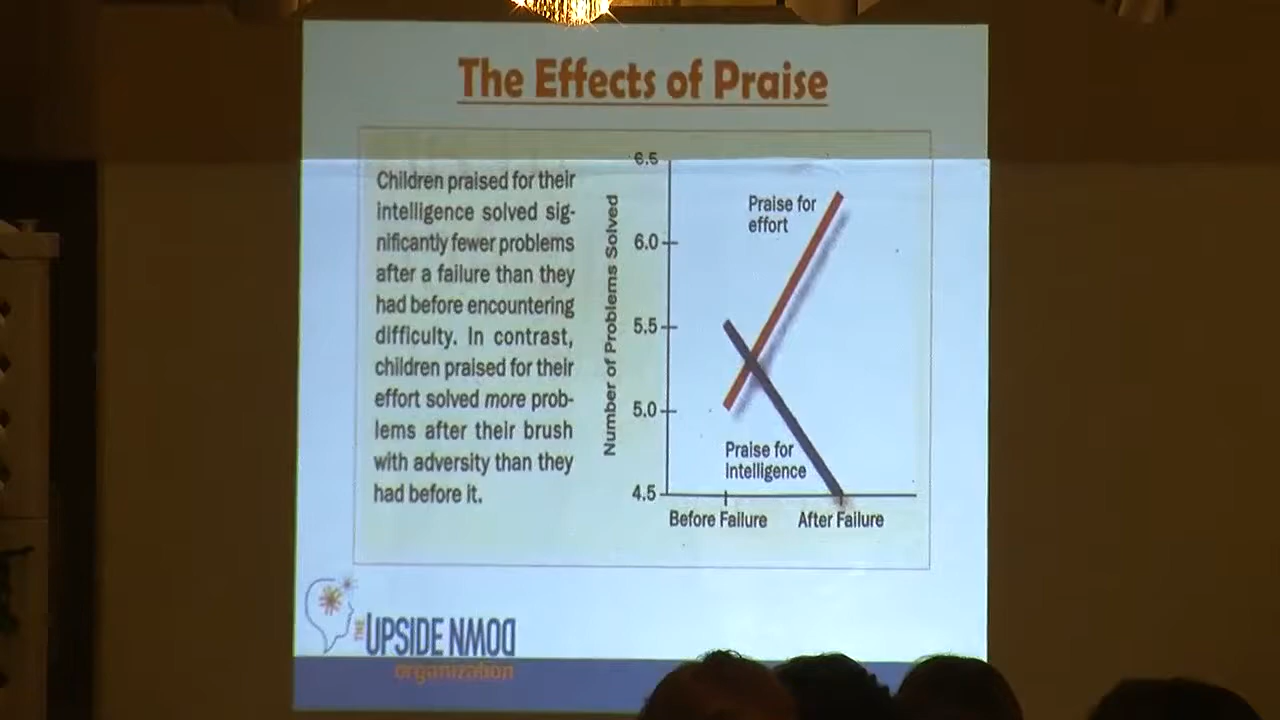 The Effects of Praise
Children praised for their
intelligence solved sig-
nificantly fewer problems
after a failure than they
had before encountering
difficulty. In contrast,
children praised for their
effort solved more prob-
lems after their brush
with adversity than they
had before it.
Number of Problems Solved
6.5
6.0
5.5
5.0
4.5
Praise for
effort
Praise for
intelligence
Before Failure
After Failure
THE UPSIDE DOWN
organization